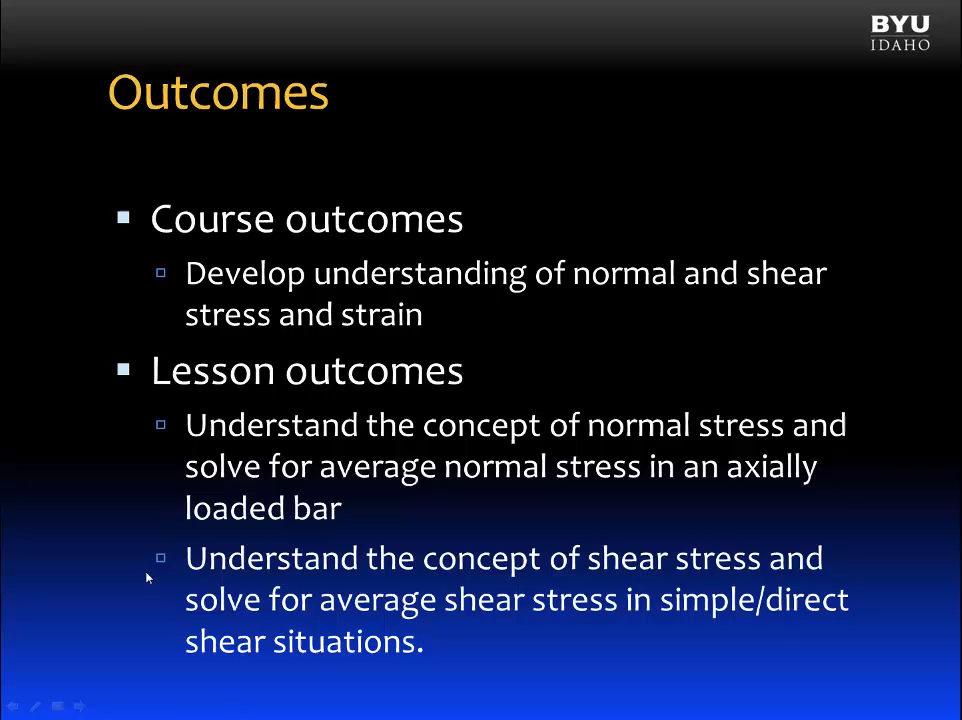 BYU
IDAHO
Outcomes
Course outcomes
Develop understanding of normal and shear
stress and strain
Lesson outcomes
Understand the concept of normal stress and
solve for average normal stress in an axially
loaded bar
Understand the concept of shear stress and
solve for average shear stress in simple/direct
shear situations.